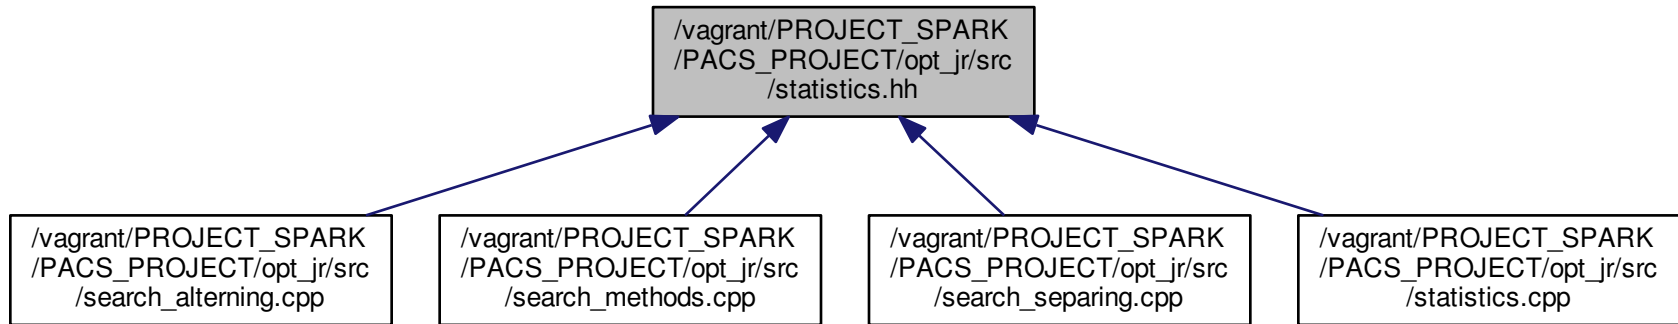 /vagrant/PROJECT_SPARK
/PACS_PROJECT/opt_jr/src
/statistics.hh
/vagrant/PROJECT_SPARK
/PACS_PROJECT/opt_jr/src
/search_alterning.cpp
/vagrant/PROJECT_SPARK
/PACS_PROJECT/opt_jr/src
/search_methods.cpp
/vagrant/PROJECT_SPARK
/PACS_PROJECT/opt_jr/src
/search_separing.cpp
/vagrant/PROJECT_SPARK
/PACS_PROJECT/opt_jr/src
/statistics.cpp